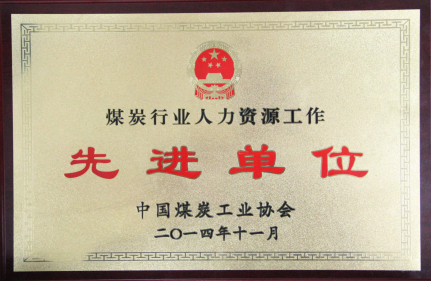 煤炭行业人力资源工作
先进单位
中国煤炭工业协会
二〇一四年十一月